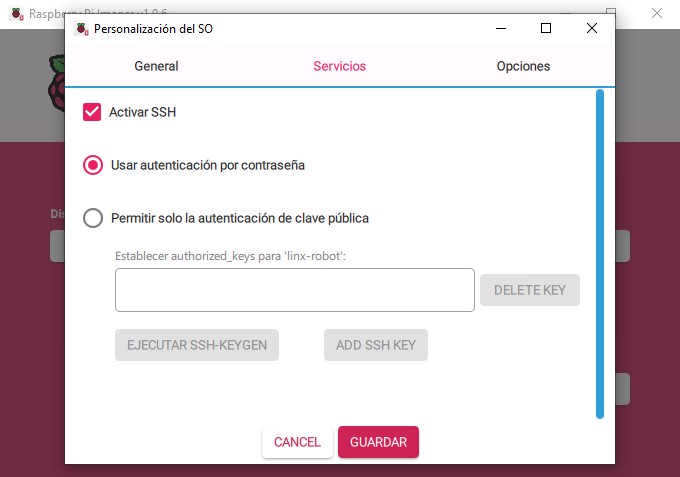 Raspberry Pi Imager v1.8.5
Personalización del SO
General
Servicios
Opciones
Activar SSH
Usar autenticación por contraseña
Permitir solo la autenticación de clave pública
Establecer authorized_keys para 'linx-robot':
DELETE KEY
EJECUTAR SSH-KEYGEN
ADD SSH KEY
CANCEL
GUARDAR